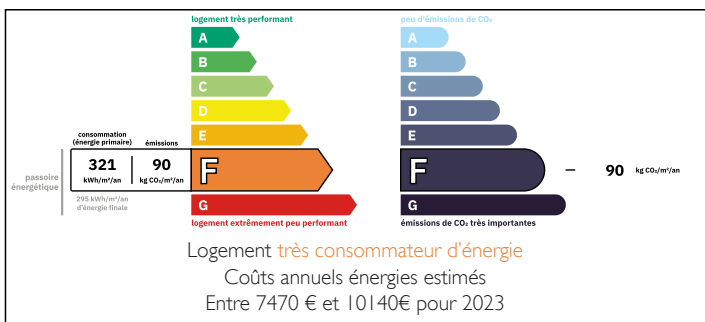 logement très performant
A
B
C
D
E
consommation
(énergie primaire)
émissions
321
kWh/m²/an
90
kg CO₂/m²/an
F
passoire
énergétique
295 kWh/m²/an
d'énergie finale
G
logement extrêmement peu performant
peu d'émissions de CO₂
A
B
C
D
E
F
90 kg CO₂/m²/an
G
émissions de CO₂ très importantes
Logement très consommateur d'énergie
Coûts annuels énergies estimés
Entre 7470 € et 10140€ pour 2023